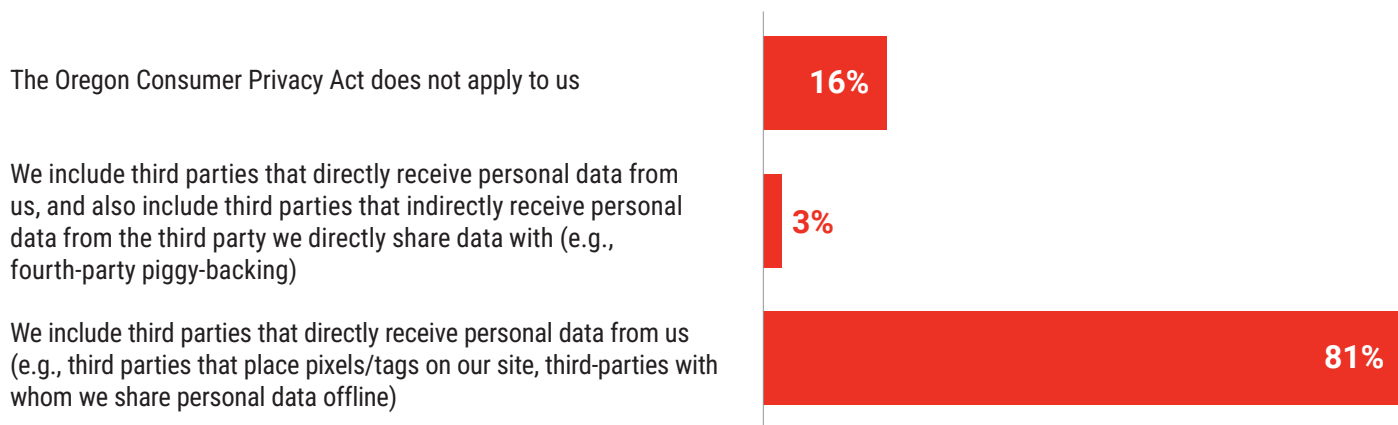 The Oregon Consumer Privacy Act does not apply to us
16%
We include third parties that directly receive personal data from
us, and also include third parties that indirectly receive personal
data from the third party we directly share data with (e.g.,
fourth-party piggy-backing)
3%
We include third parties that directly receive personal data from us
(e.g., third parties that place pixels/tags on our site, third-parties with
whom we share personal data offline)
81%